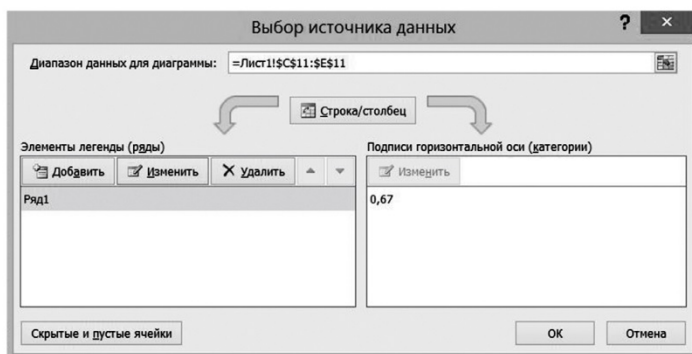 Выбор источника данных
? ×
Диапазон данных для диаграммы: =Лист1!$C$11:$E$11
Строка/столбец
Элементы легенды (ряды)
Добавить Изменить Удалить
Ряд1
Подписи горизонтальной оси (категории)
Изменить
0,67
Скрытые и пустые ячейки
ОК Отмена